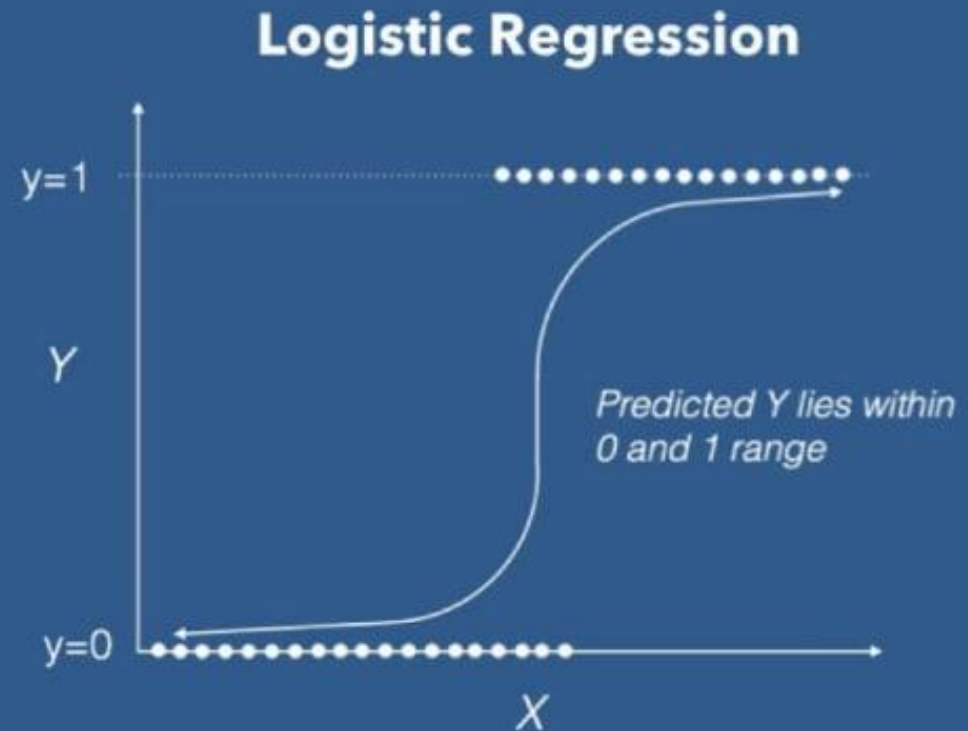 Logistic Regression
y=1
Y
Predicted Y lies within
0 and 1 range
y=0
X